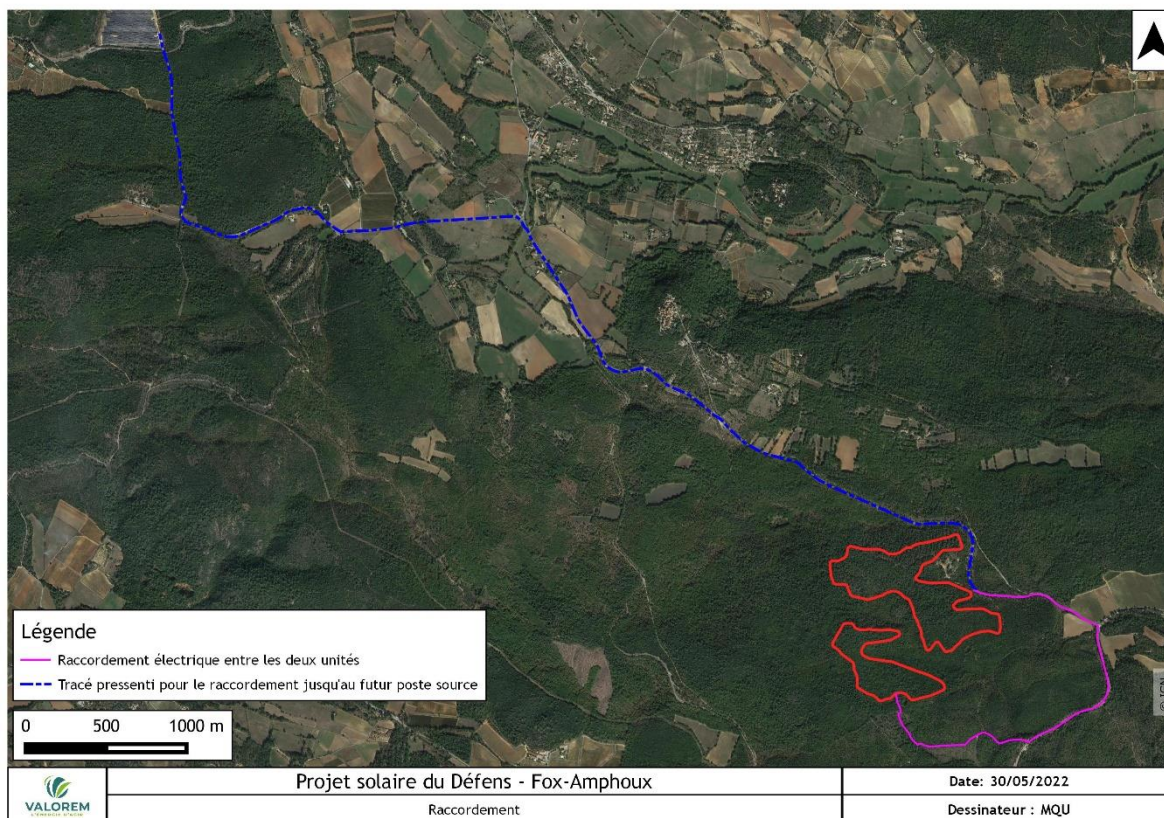 Légende
Raccordement électrique entre les deux unités
Tracé pressenti pour le raccordement jusqu'au futur poste source
0 500 1000 m
© IGN
VALOREM
Projet solaire du Défens - Fox-Amphoux
Raccordement
Date: 30/05/2022
Dessinateur : MQU